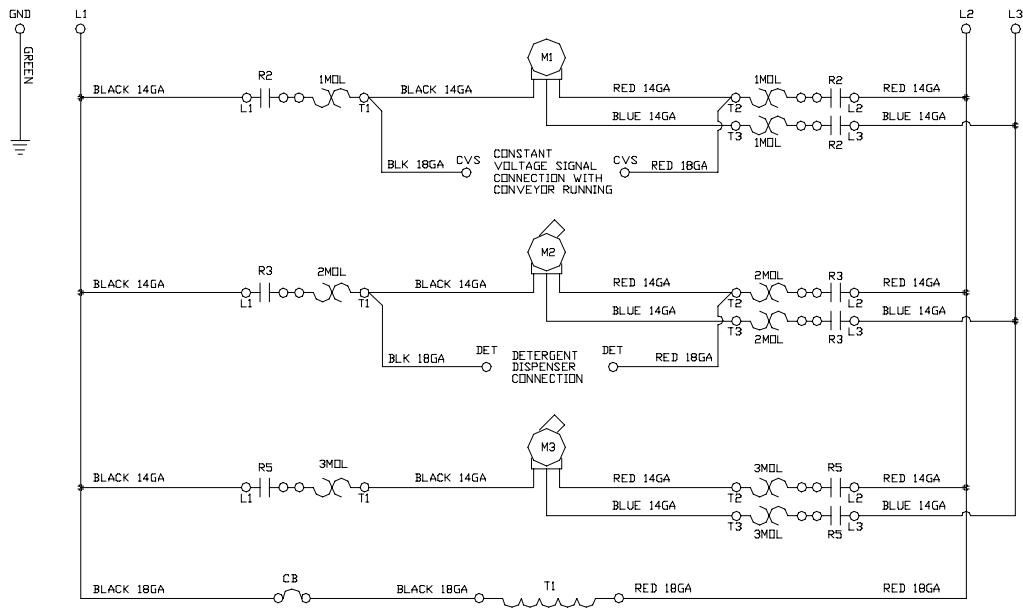 GND L1 L2 L3
GREEN
R2 1MOL 1MOL R2
BLACK 14GA BLACK 14GA M1 RED 14GA RED 14GA
L1 T1 T2 L2
BLUE 14GA BLUE 14GA
T3 1MOL R2 L3
BLK 18GA CVS CONSTANT CVS RED 18GA
VOLTAGE SIGNAL
CONNECTION WITH
CONVEYOR RUNNING
R3 2MOL M2 2MOL R3
BLACK 14GA BLACK 14GA RED 14GA RED 14GA
L1 T1 T2 L2
BLUE 14GA BLUE 14GA
T3 2MOL R3 L3
BLK 18GA DET DETERGENT DET RED 18GA
DISPENSER
CONNECTION
R5 3MOL M3 3MOL R5
BLACK 14GA BLACK 14GA RED 14GA RED 14GA
L1 T1 T2 L2
BLUE 14GA BLUE 14GA
T3 3MOL R5 L3
CB T1
BLACK 18GA BLACK 18GA RED 18GA RED 18GA